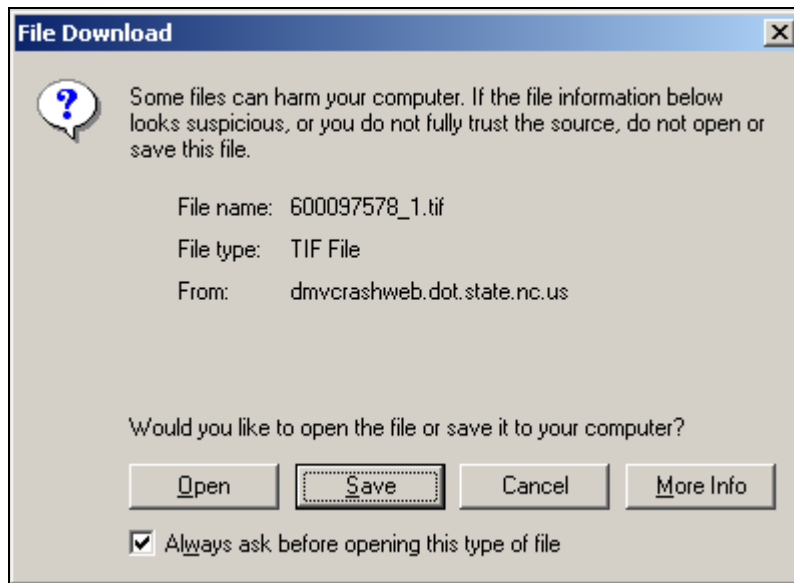 File Download
Some files can harm your computer. If the file information below
looks suspicious, or you do not fully trust the source, do not open or
save this file.
File name: 600097578_1.tif
File type: TIF File
From: dmvcrashweb.dot.state.nc.us
Would you like to open the file or save it to your computer?
Open Save Cancel More Info
Always ask before opening this type of file